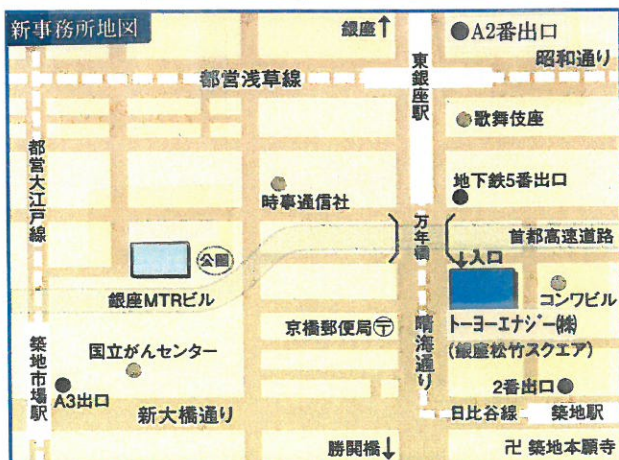 新事務所地図
銀座↑
A2番出口
昭和通り
都営浅草線
東銀座駅
歌舞伎座
都営大江戸線
時事通信社
地下鉄5番出口
万年橋
首都高速道路
公園
↓入口
銀座MTRビル
コンワビル
京橋郵便局〒
晴海通り
トーヨーエナジー㈱
(銀座松竹スクエア)
国立がんセンター
築地市場駅
A3出口
2番出口
新大橋通り
日比谷線
築地駅
勝鬨橋↓
卍 築地本願寺